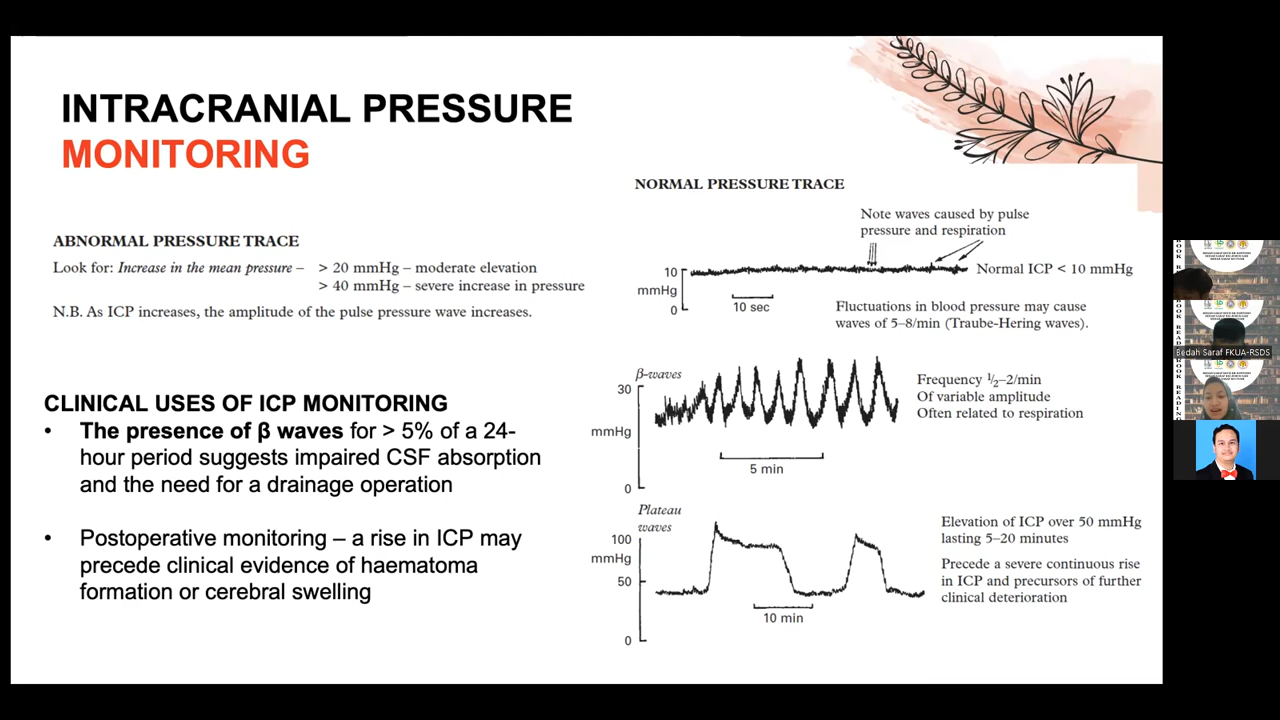 INTRACRANIAL PRESSURE
MONITORING
ABNORMAL PRESSURE TRACE
Look for: Increase in the mean pressure – > 20 mmHg – moderate elevation
> 40 mmHg – severe increase in pressure
N.B. As ICP increases, the amplitude of the pulse pressure wave increases.
CLINICAL USES OF ICP MONITORING
• The presence of β waves for > 5% of a 24-
hour period suggests impaired CSF absorption
and the need for a drainage operation
• Postoperative monitoring – a rise in ICP may
precede clinical evidence of haematoma
formation or cerebral swelling
NORMAL PRESSURE TRACE
Note waves caused by pulse
pressure and respiration
10
mmHg
0
10 sec
Normal ICP < 10 mmHg
Fluctuations in blood pressure may cause
waves of 5–8/min (Traube-Hering waves).
β-waves
30
mmHg
0
5 min
Frequency ½–2/min
Of variable amplitude
Often related to respiration
Plateau
waves
100
mmHg
50
0
10 min
Elevation of ICP over 50 mmHg
lasting 5–20 minutes
Precede a severe continuous rise
in ICP and precursors of further
clinical deterioration
Bedah Saraf FKUA-RSDS